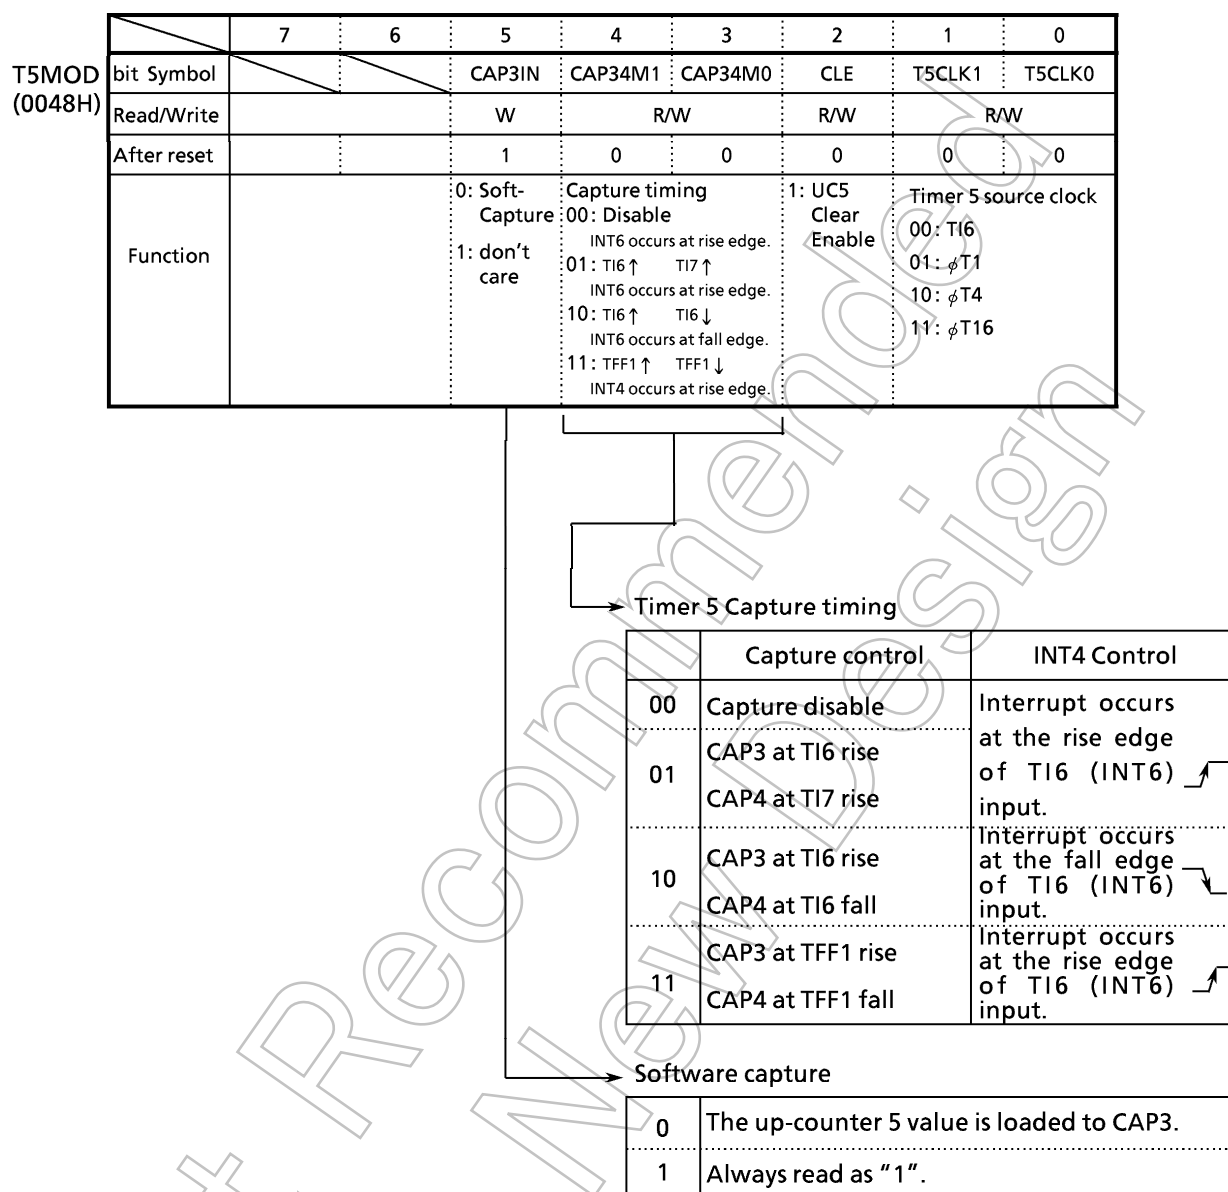 7 6 5 4 3 2 1 0
T5MOD
(0048H)
bit Symbol CAP3IN CAP34M1 CAP34M0 CLE T5CLK1 T5CLK0
Read/Write W R/W R/W R/W
After reset 1 0 0 0 0 0
Function
0: Soft-
Capture
1: don't
care
Capture timing
00: Disable
INT6 occurs at rise edge.
01: TI6↑ TI7↑
INT6 occurs at rise edge.
10: TI6↑ TI6↓
INT6 occurs at fall edge.
11: TFF1↑ TFF1↓
INT4 occurs at rise edge.
1: UC5
Clear
Enable
Timer 5 source clock
00: TI6
01: ϕT1
10: ϕT4
11: ϕT16
Timer 5 Capture timing
Capture control INT4 Control
00 Capture disable
01 CAP3 at TI6 rise
CAP4 at TI7 rise
Interrupt occurs
at the rise edge
of TI6 (INT6)
input.
10 CAP3 at TI6 rise
CAP4 at TI6 fall
Interrupt occurs
at the fall edge
of TI6 (INT6)
input.
11 CAP3 at TFF1 rise
CAP4 at TFF1 fall
Interrupt occurs
at the rise edge
of TI6 (INT6)
input.
Software capture
0 The up-counter 5 value is loaded to CAP3.
1 Always read as "1".
Recommended
New Design